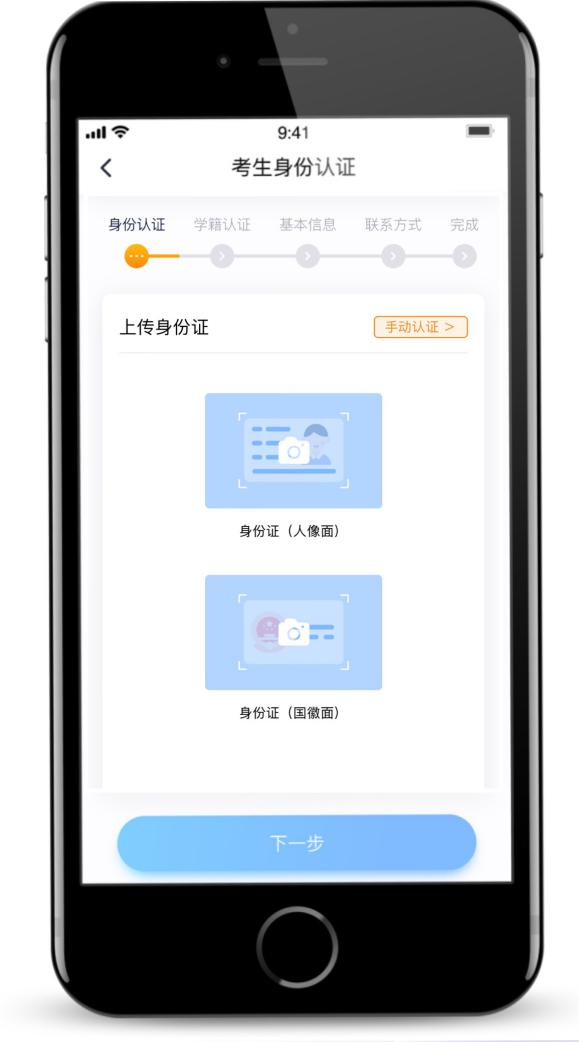 9:41
考生身份认证
身份认证 学籍认证 基本信息 联系方式 完成
上传身份证
手动认证 >
身份证（人像面）
身份证（国徽面）
下一步